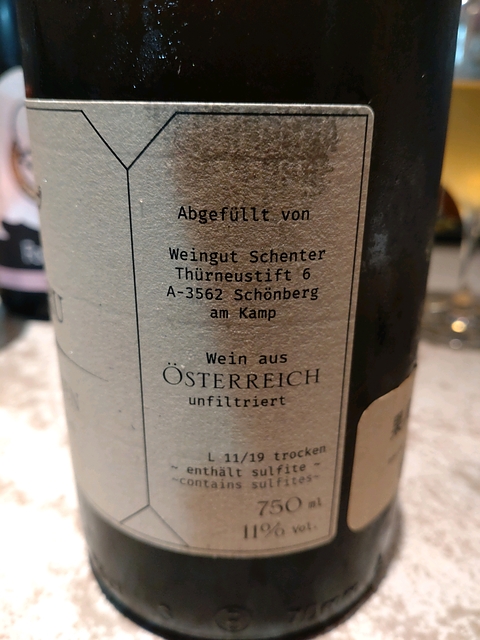 Abgefüllt von
Weingut Schenter
Thürneustift 6
A-3562 Schönberg
am Kamp
Wein aus
ÖSTERREICH
unfiltriert
L 11/19 trocken
~ enthält sulfite ~
~contains sulfites~
750 ml
11% vol.